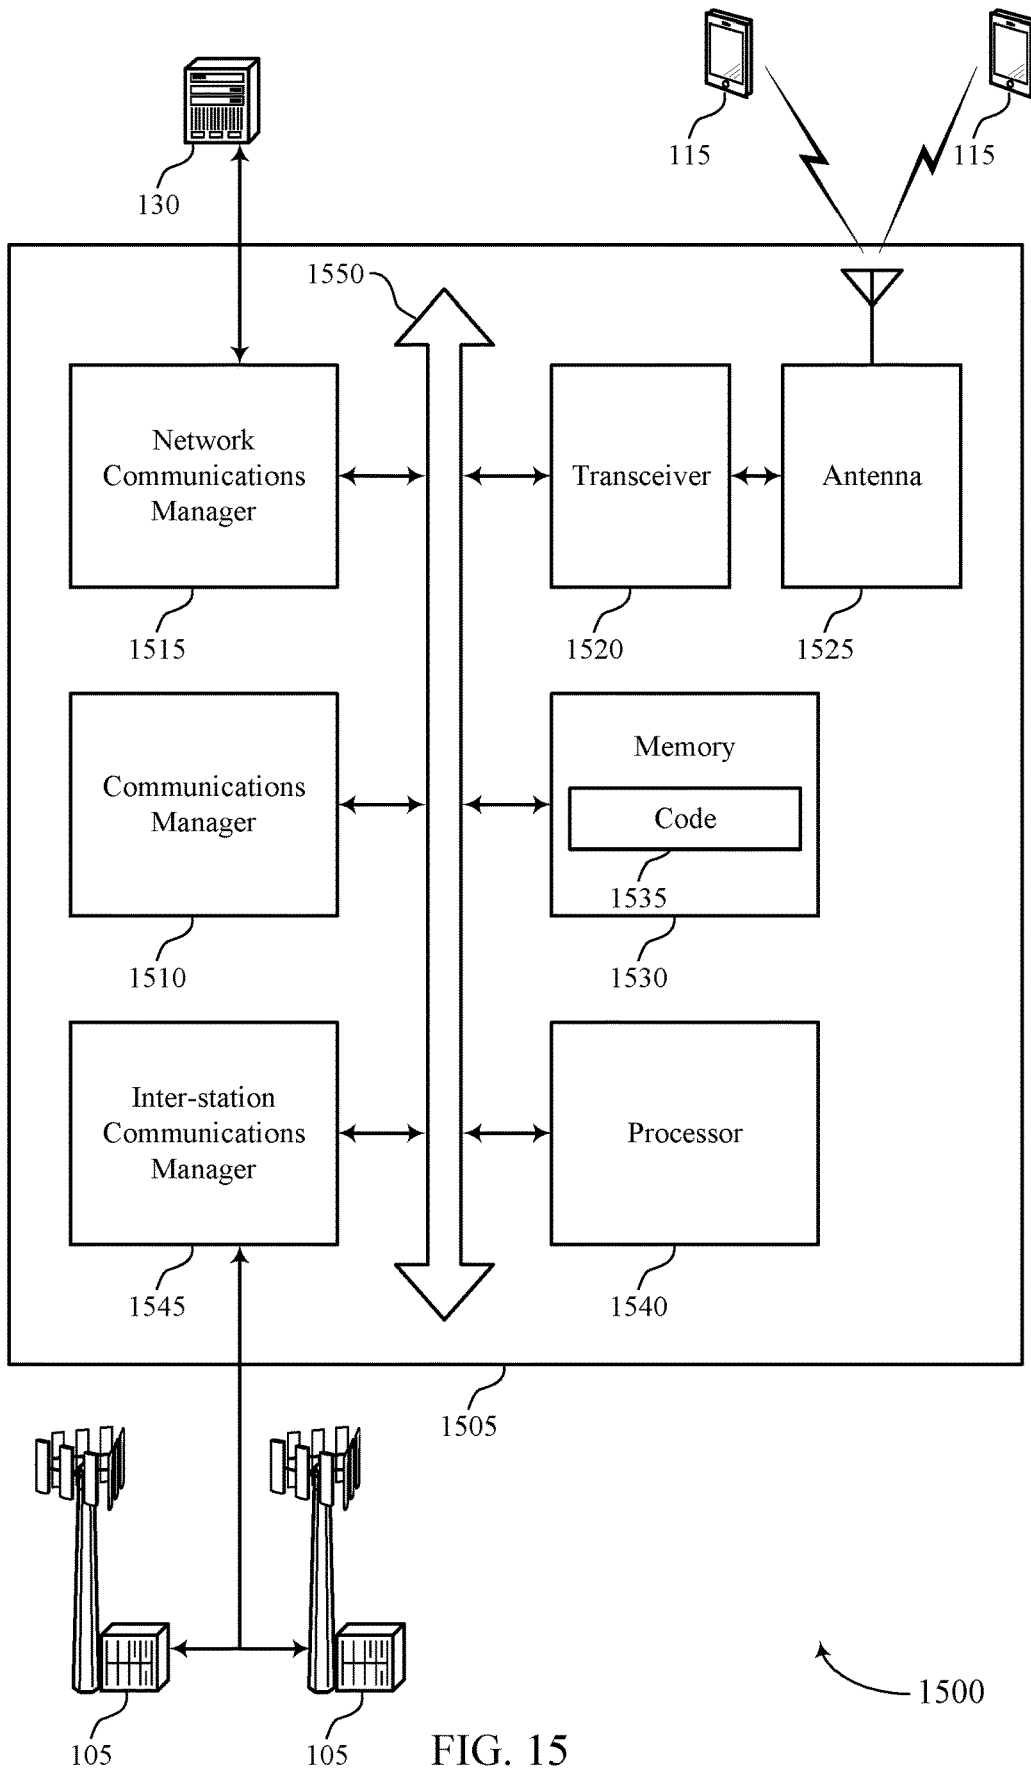 115
115
130
1550
Network
Communications
Manager
Transceiver
Antenna
1515
1520
1525
Communications
Manager
Memory
Code
1535
1510
1530
Inter-station
Communications
Manager
Processor
1545
1540
1505
1500
105
105
FIG. 15